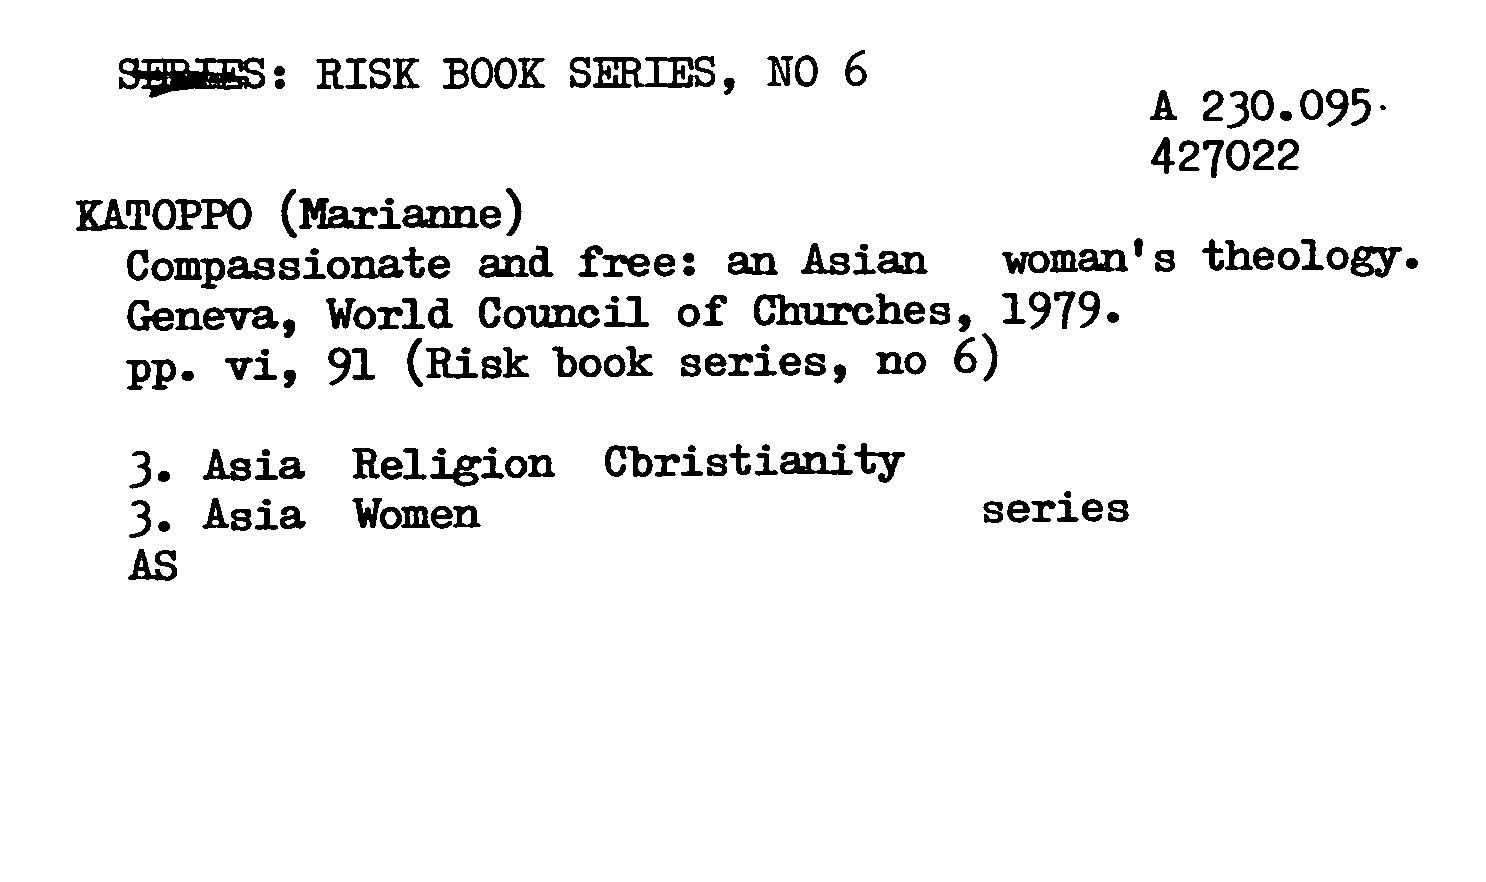 SERIES: RISK BOOK SERIES, NO 6
A 230.095
427022
KATOPPO (Marianne)
Compassionate and free: an Asian woman's theology.
Geneva, World Council of Churches, 1979.
pp. vi, 91 (Risk book series, no 6)
3. Asia Religion Cbristianity
3. Asia Women series
AS